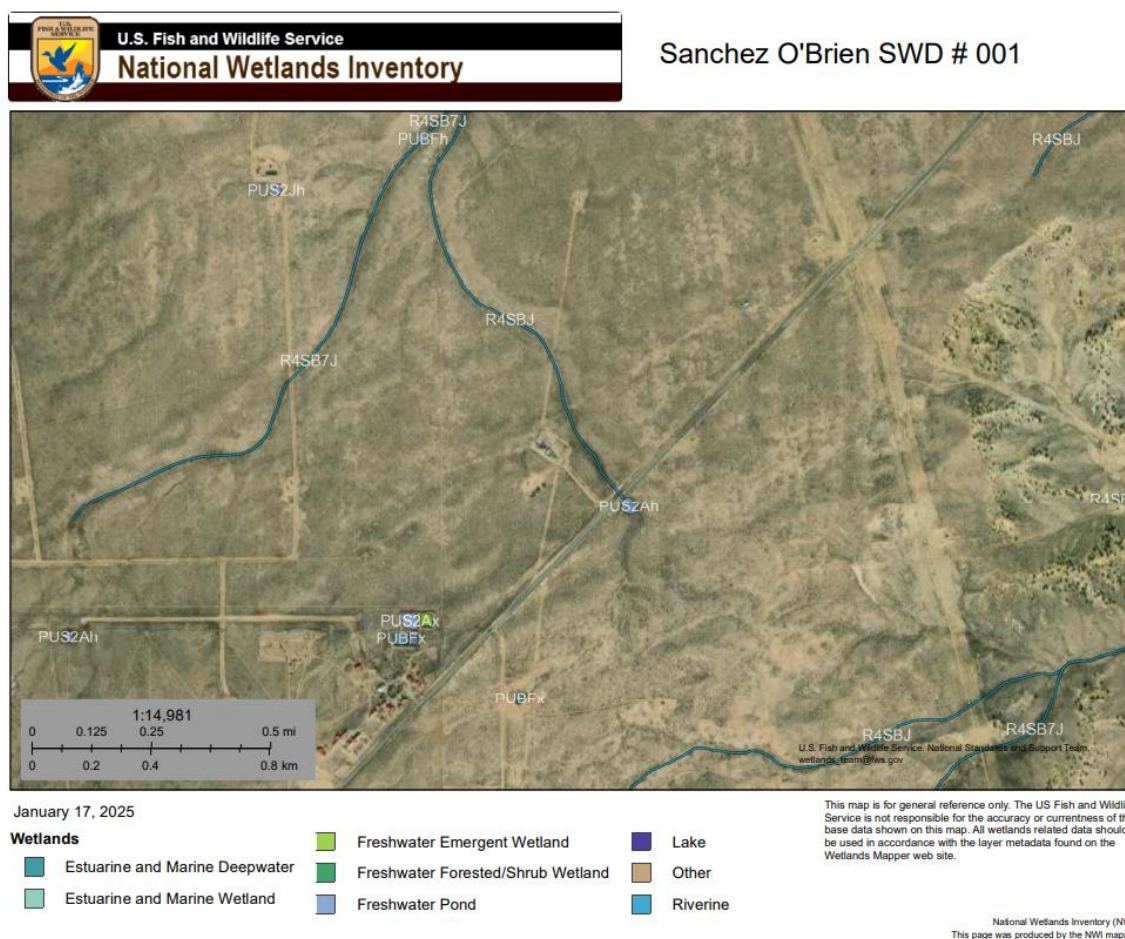 U.S.
FISH & WILDLIFE
SERVICE
U.S. Fish and Wildlife Service
National Wetlands Inventory
Sanchez O'Brien SWD # 001
R4SB7J
PUBFh
R4SBJ
PUS2Jh
R4SBJ
R4SB7J
R4SB
PUS2Ah
PUS2Ax
PUS2Ah
PUBFx
PUBFx
R4SBJ
R4SB7J
1:14,981
0 0.125 0.25 0.5 mi
0 0.2 0.4 0.8 km
U.S. Fish and Wildlife Service, National Standards and Support Team,
wetlands_team@fws.gov
January 17, 2025
Wetlands
Estuarine and Marine Deepwater
Estuarine and Marine Wetland
Freshwater Emergent Wetland
Freshwater Forested/Shrub Wetland
Freshwater Pond
Lake
Other
Riverine
This map is for general reference only. The US Fish and Wildli
Service is not responsible for the accuracy or currentness of th
base data shown on this map. All wetlands related data should
be used in accordance with the layer metadata found on the
Wetlands Mapper web site.
National Wetlands Inventory (NW
This page was produced by the NWI mapp